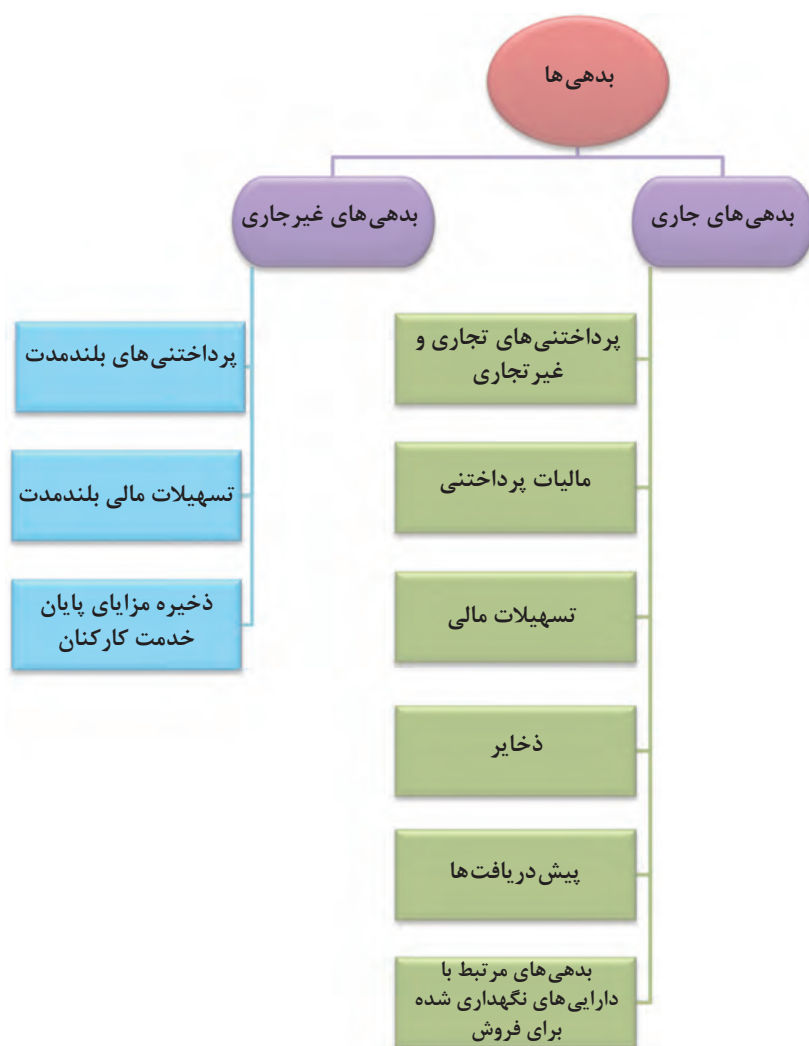 بدهی‌ها
بدهی‌های جاری
پرداختنی‌های تجاری و
غیرتجاری
مالیات پرداختنی
تسهیلات مالی
ذخایر
پیش‌دریافت‌ها
بدهی‌های مرتبط با
دارایی‌های نگهداری شده
برای فروش
بدهی‌های غیرجاری
پرداختنی‌های بلندمدت
تسهیلات مالی بلندمدت
ذخیره مزایای پایان
خدمت کارکنان